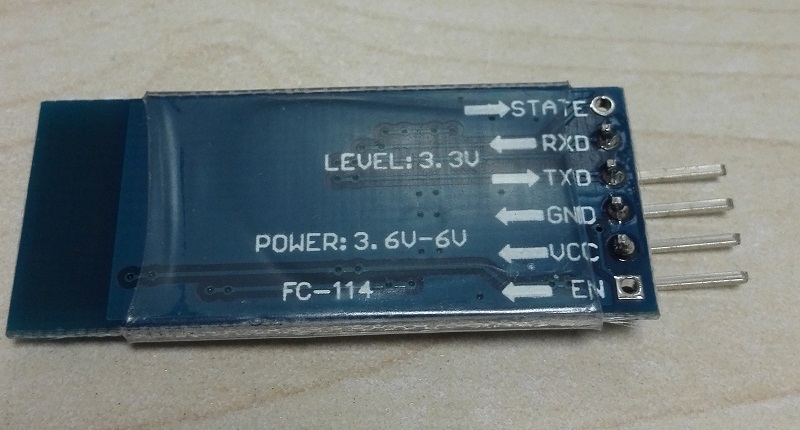 STATE
RXD
LEVEL:3.3V
TXD
GND
POWER:3.6V-6V
VCC
FC-114
EN